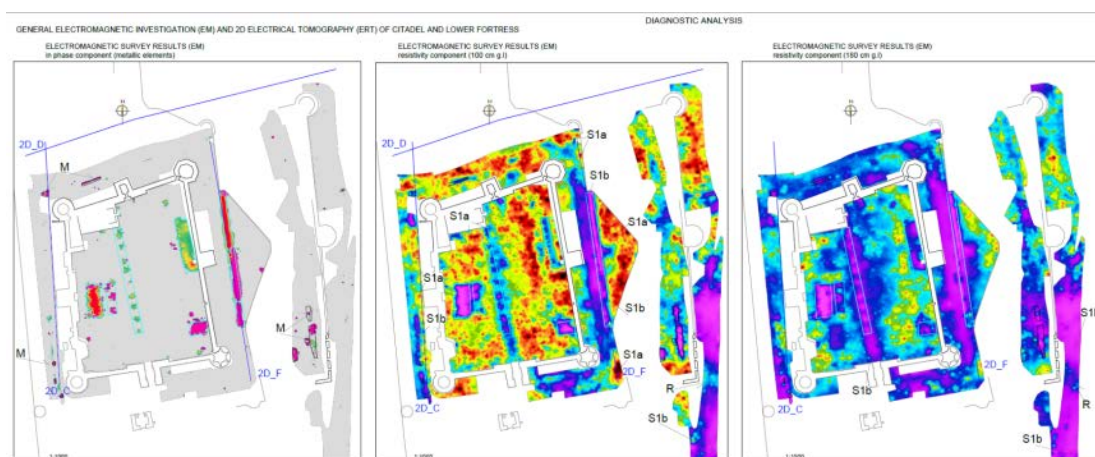 DIAGNOSTIC ANALYSIS
GENERAL ELECTROMAGNETIC INVESTIGATION (EM) AND 2D ELECTRICAL TOMOGRAPHY (ERT) OF CITADEL AND LOWER FORTRESS
ELECTROMAGNETIC SURVEY RESULTS (EM)
in phase component (metallic elements)
2D_D
M
M
2D_C
2D_F
M
ELECTROMAGNETIC SURVEY RESULTS (EM)
resistivity component (100 cm g.l)
2D_D
S1a
S1b
S1a
S1a
S1a
S1b
S1b
S1a
2D_F
2D_C
R
S1b
ELECTROMAGNETIC SURVEY RESULTS (EM)
resistivity component (160 cm g.l)
2D_D
2D_F
S1b
2D_C
R
S1b